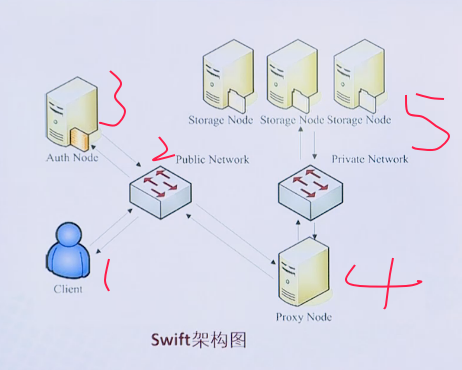 3
Storage Node Storage Node Storage Node
5
Auth Node
2
Public Network
Private Network
Client
1
4
Proxy Node
Swift架构图